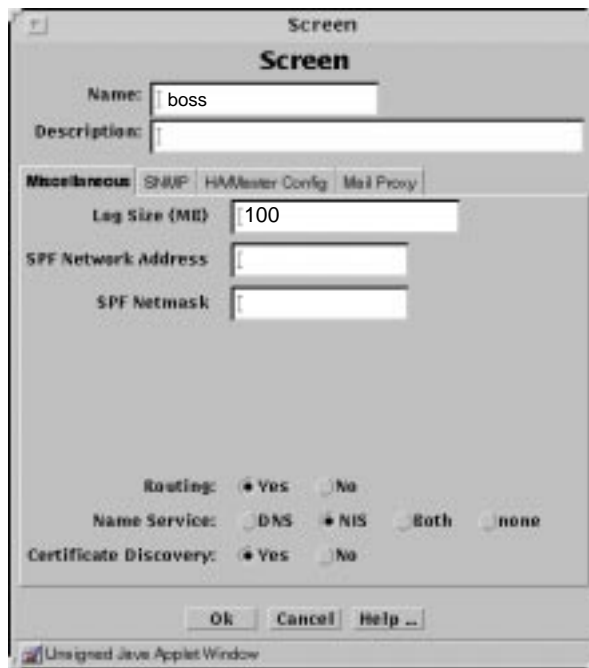 Screen
Screen
Name: boss
Description:
Miscellaneous SNMP HA/Master Config Mail Proxy
Log Size (MB) 100
SPF Network Address
SPF Netmask
Routing: Yes No
Name Service: DNS NIS Both none
Certificate Discovery: Yes No
Ok Cancel Help ...
Unsigned Java Applet Window